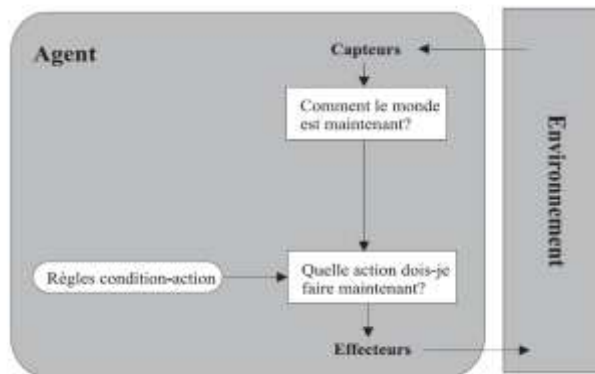 Agent
Capteurs
Comment le monde
est maintenant?
Environnement
Règles condition-action
Quelle action dois-je
faire maintenant?
Effecteurs